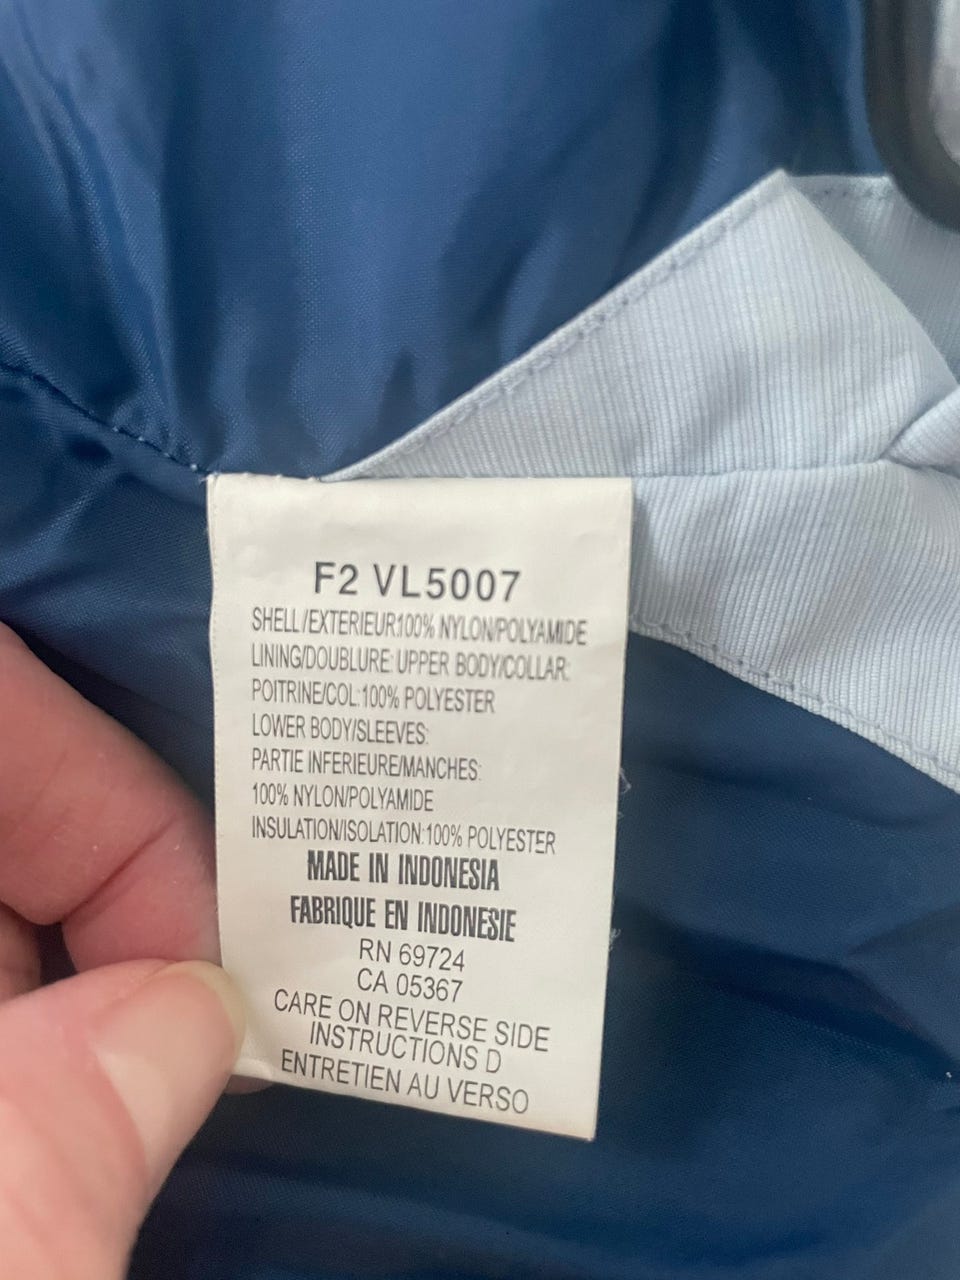 F2 VL5007
SHELL/EXTERIEUR:100% NYLON/POLYAMIDE
LINING/DOUBLURE: UPPER BODY/COLLAR:
POITRINE/COL:100% POLYESTER
LOWER BODY/SLEEVES:
PARTIE INFERIEURE/MANCHES:
100% NYLON/POLYAMIDE
INSULATION/ISOLATION:100% POLYESTER
MADE IN INDONESIA
FABRIQUE EN INDONESIE
RN 69724
CA 05367
CARE ON REVERSE SIDE
INSTRUCTIONS D
ENTRETIEN AU VERSO